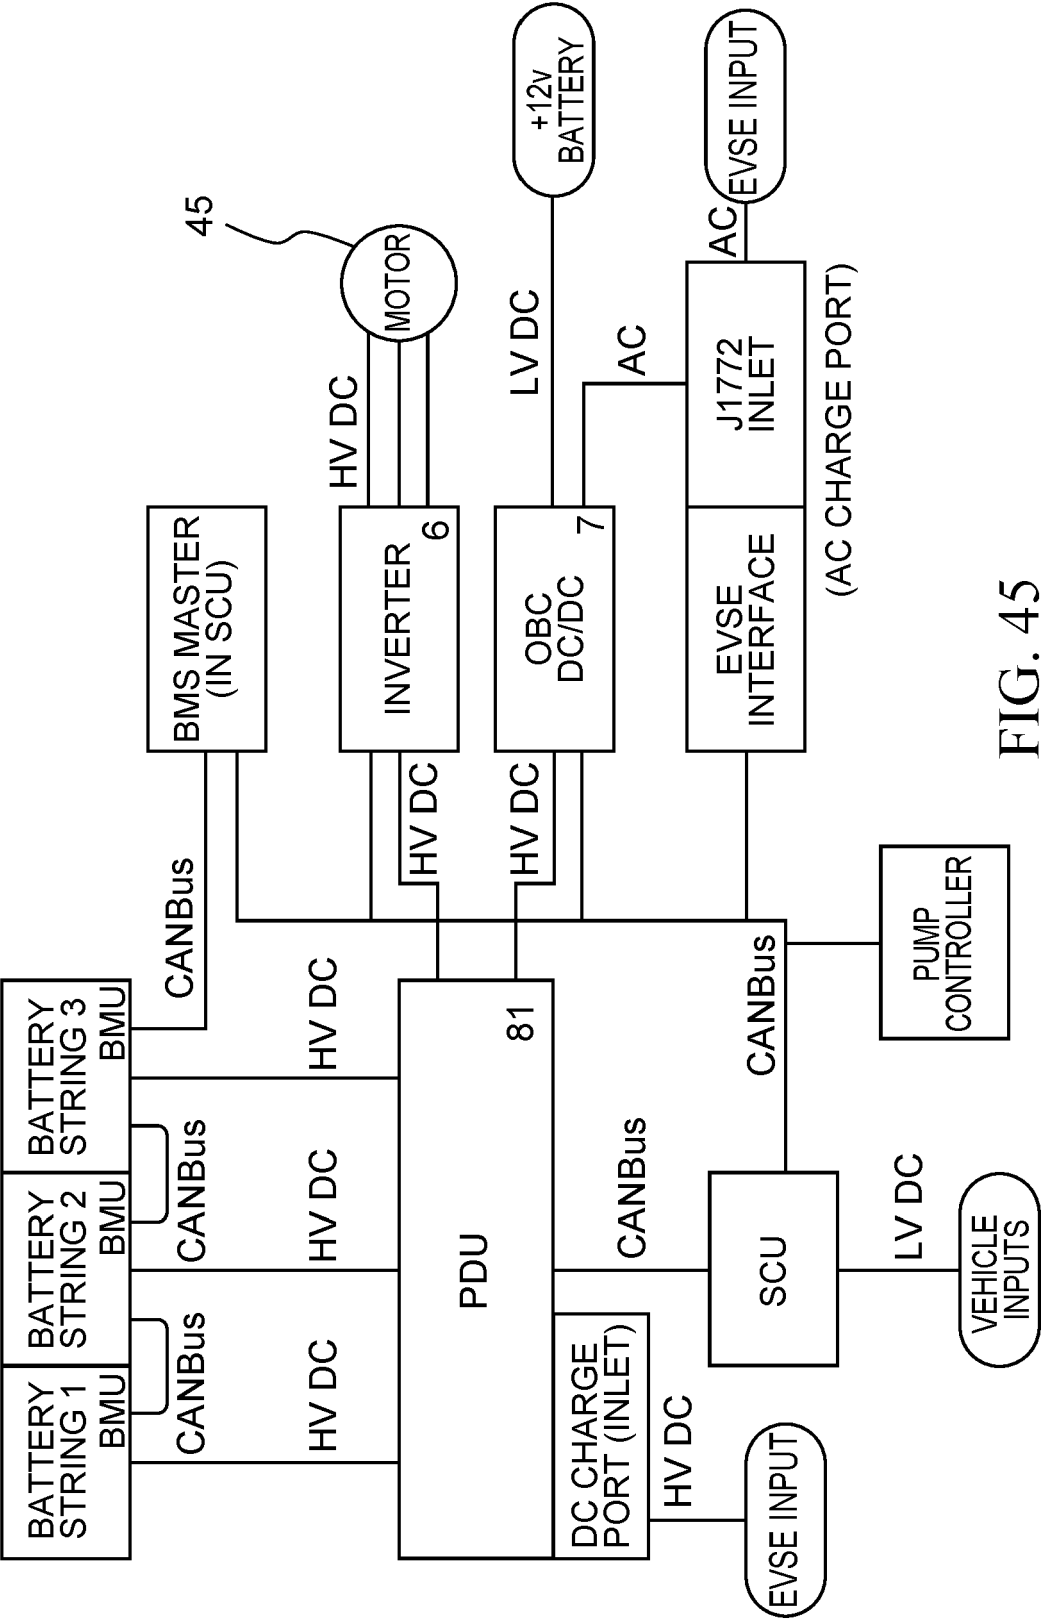 BATTERY
STRING 1
BMU
BATTERY
STRING 2
BMU
BATTERY
STRING 3
BMU
CANBus
CANBus
CANBus
BMS MASTER
(IN SCU)
HV DC
HV DC
HV DC
HV DC
45
MOTOR
INVERTER
6
HV DC
HV DC
PDU
81
OBC
DC/DC
7
LV DC
+12v
BATTERY
DC CHARGE
PORT (INLET)
HV DC
EVSE INPUT
CANBus
SCU
CANBus
LV DC
VEHICLE
INPUTS
PUMP
CONTROLLER
AC
EVSE
INTERFACE
J1772
INLET
AC
EVSE INPUT
(AC CHARGE PORT)
FIG. 45